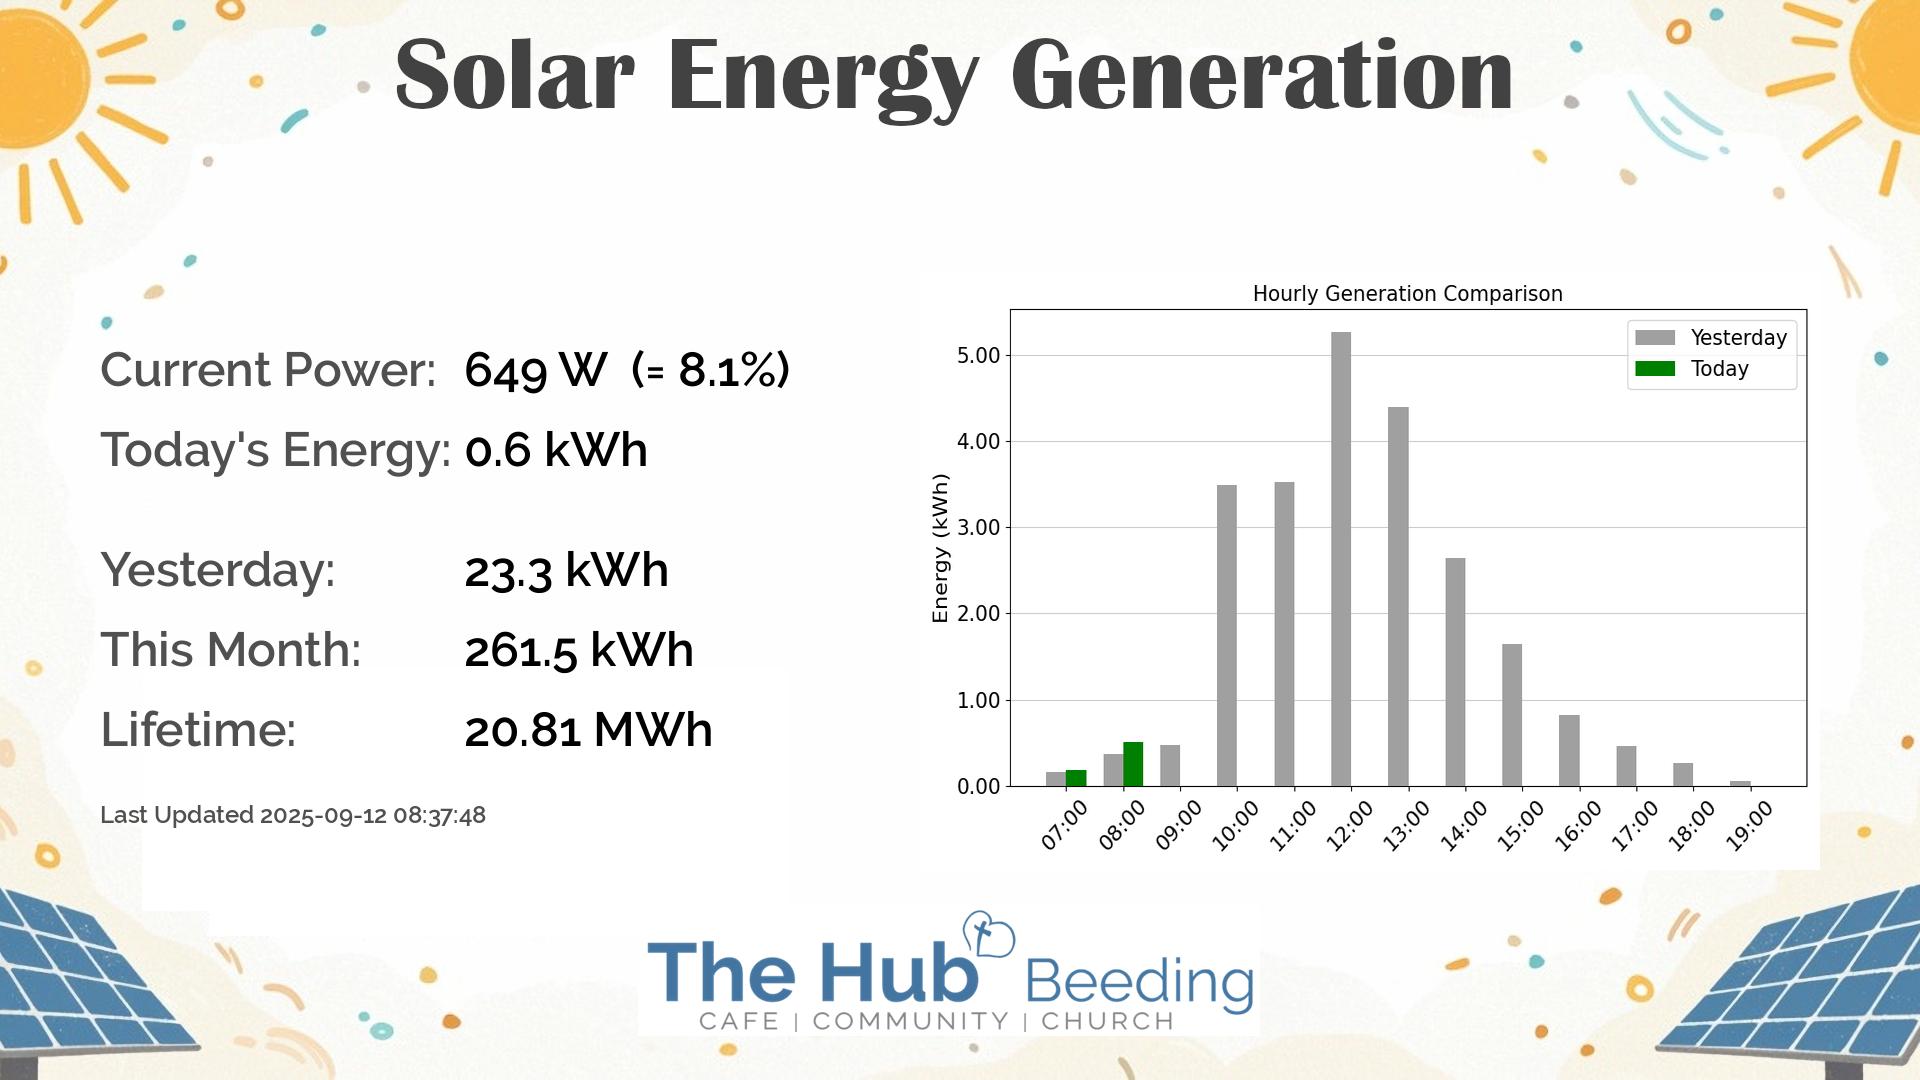 Solar Energy Generation
Current Power: 649 W (= 8.1%)
Today's Energy: 0.6 kWh
Yesterday: 23.3 kWh
This Month: 261.5 kWh
Lifetime: 20.81 MWh
Last Updated 2025-09-12 08:37:48
Hourly Generation Comparison
Yesterday
Today
Energy (kWh)
5.00
4.00
3.00
2.00
1.00
0.00
07:00 08:00 09:00 10:00 11:00 12:00 13:00 14:00 15:00 16:00 17:00 18:00 19:00
The Hub Beeding
CAFE | COMMUNITY | CHURCH